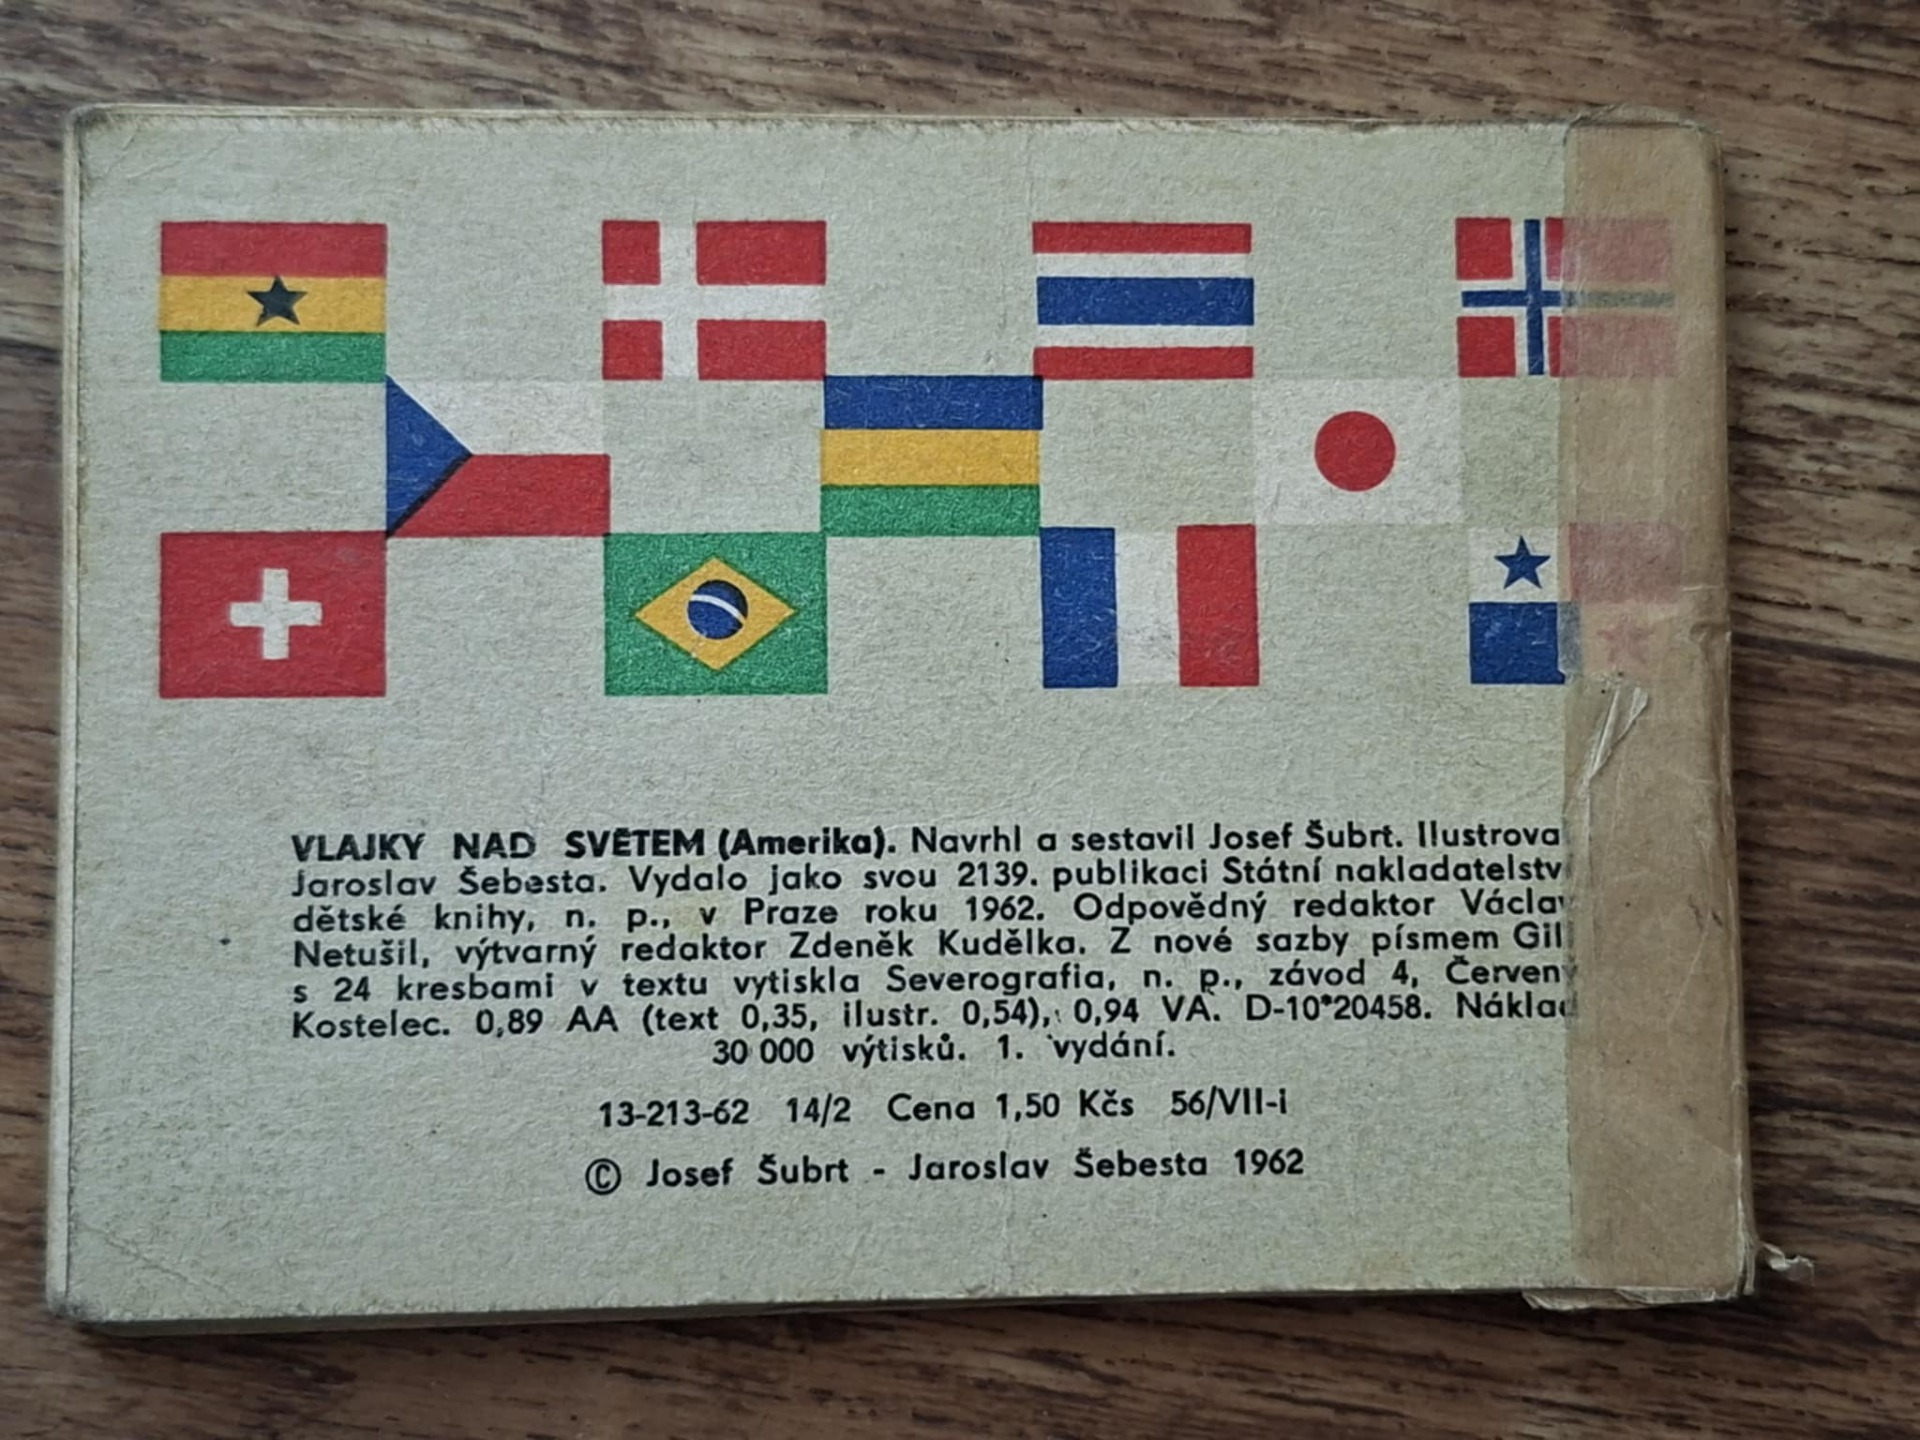 VLAJKY NAD SVĚTEM (Amerika). Navrhl a sestavil Josef Šubrt. Ilustrova
Jaroslav Šebesta. Vydalo jako svou 2139. publikaci Státní nakladatelstv
dětské knihy, n. p., v Praze roku 1962. Odpovědný redaktor Václav
Netušil, výtvarný redaktor Zdeněk Kudělka. Z nové sazby písmem Gill
s 24 kresbami v textu vytiskla Severografia, n. p., závod 4, Červený
Kostelec. 0,89 AA (text 0,35, ilustr. 0,54), 0,94 VA. D-10*20458. Náklad
30 000 výtisků. 1. vydání.
13-213-62 14/2 Cena 1,50 Kčs 56/VII-i
© Josef Šubrt - Jaroslav Šebesta 1962